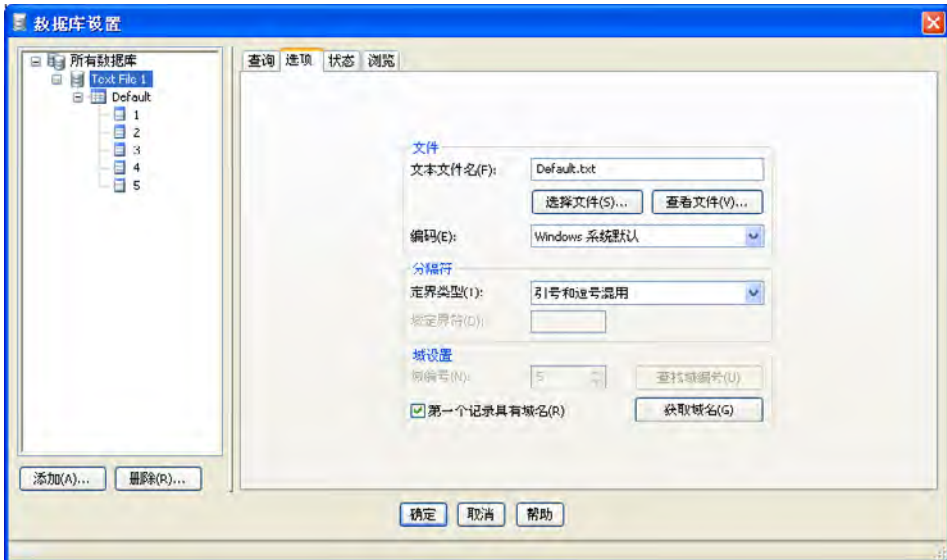 数据库设置
所有数据库
Text File 1
Default
1
2
3
4
5
添加(A)...
删除(R)...
查询 选项 状态 浏览
文件
文本文件名(F): Default.txt
选择文件(S)... 查看文件(V)...
编码(E): Windows 系统默认
分隔符
定界类型(1): 引号和逗号混用
域定界符(D):
域设置
域编号(N): 5 查找域编号(U)
第一个记录具有域名(R) 获取域名(G)
确定 取消 帮助